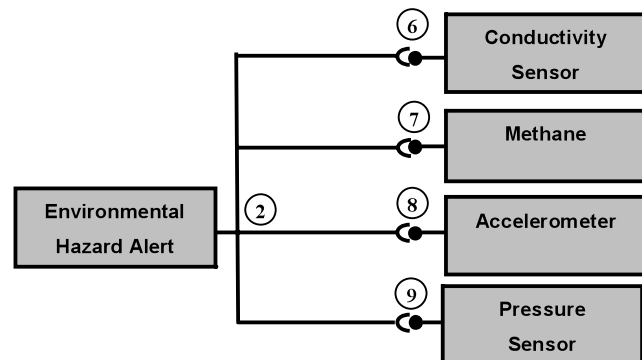 6
Conductivity
Sensor
7
Methane
Environmental
Hazard Alert
2
8
Accelerometer
9
Pressure
Sensor